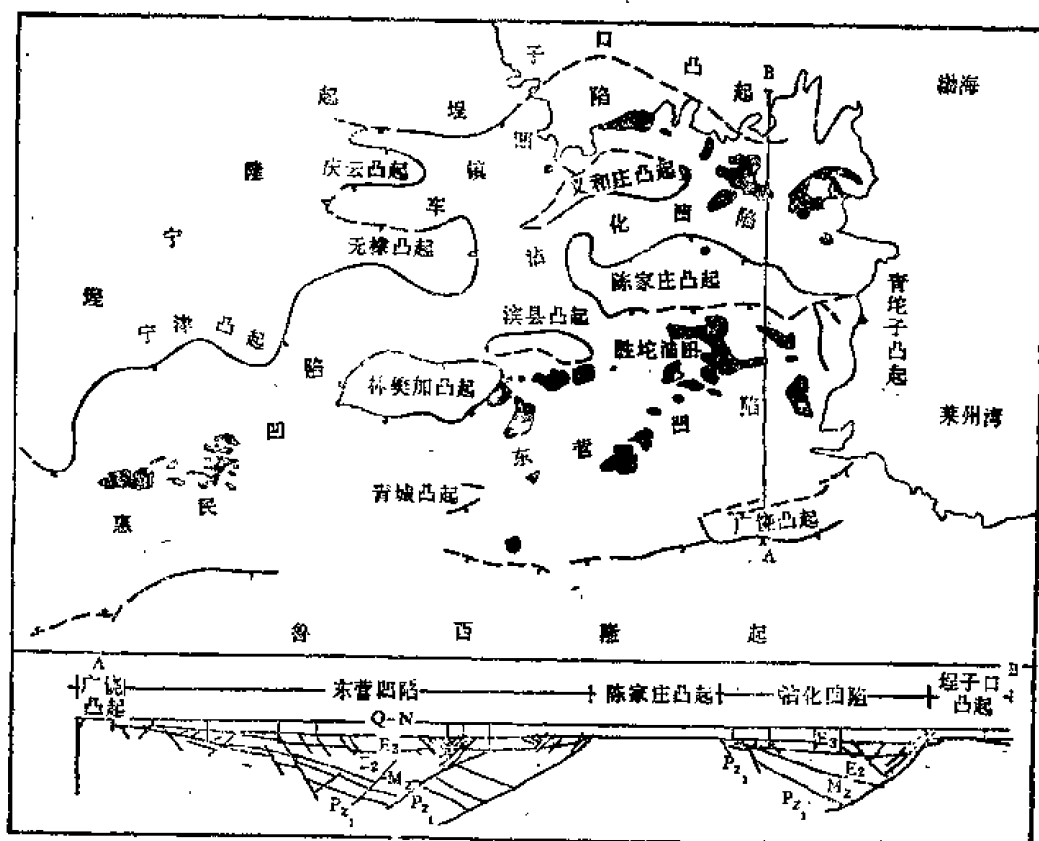 子口凸起
B
渤海
埕宁隆起
车镇凹陷
庆云凸起
义和庄凸起
无棣凸起
沾化凹陷
陈家庄凸起
青坨子凸起
宁津凸起
滨县凸起
胜坨油田
林樊加凸起
莱州湾
东营凹陷
惠民凹陷
青城凸起
广饶凸起
A
鲁西隆起
A
B
广饶凸起
东营凹陷
陈家庄凸起
沾化凹陷
埕子口凸起
Q-N
E3
E2
MZ
PZ1
PZ1
E3
E2
MZ
PZ1
PZ1